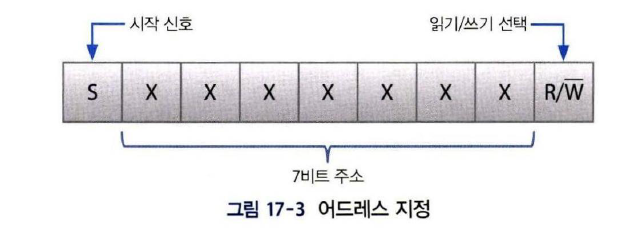 시작 신호 읽기/쓰기 선택
S X X X X X X X R/W̅
7비트 주소
그림 17-3 어드레스 지정